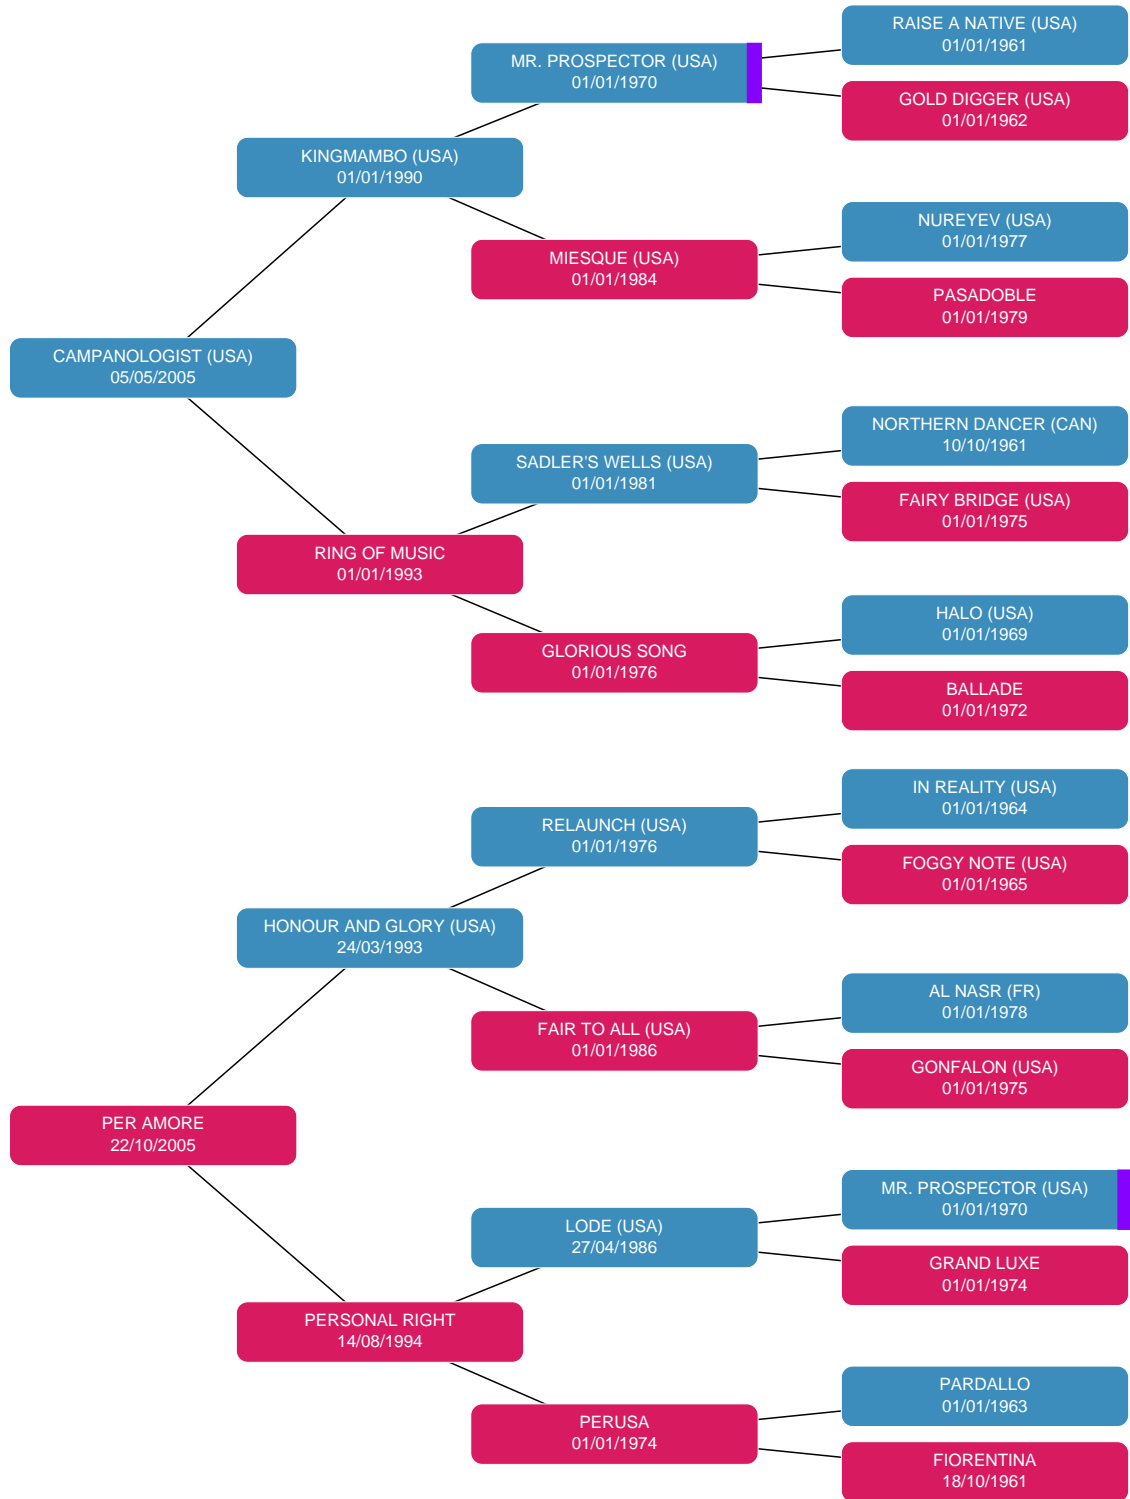 RAISE A NATIVE (USA)
01/01/1961
MR. PROSPECTOR (USA)
01/01/1970
GOLD DIGGER (USA)
01/01/1962
KINGMAMBO (USA)
01/01/1990
NUREYEV (USA)
01/01/1977
MIESQUE (USA)
01/01/1984
PASADOBLE
01/01/1979
CAMPANOLOGIST (USA)
05/05/2005
NORTHERN DANCER (CAN)
10/10/1961
SADLER'S WELLS (USA)
01/01/1981
FAIRY BRIDGE (USA)
01/01/1975
RING OF MUSIC
01/01/1993
HALO (USA)
01/01/1969
GLORIOUS SONG
01/01/1976
BALLADE
01/01/1972
IN REALITY (USA)
01/01/1964
RELAUNCH (USA)
01/01/1976
FOGGY NOTE (USA)
01/01/1965
HONOUR AND GLORY (USA)
24/03/1993
AL NASR (FR)
01/01/1978
FAIR TO ALL (USA)
01/01/1986
GONFALON (USA)
01/01/1975
PER AMORE
22/10/2005
MR. PROSPECTOR (USA)
01/01/1970
LODE (USA)
27/04/1986
GRAND LUXE
01/01/1974
PERSONAL RIGHT
14/08/1994
PARDALLO
01/01/1963
PERUSA
01/01/1974
FIORENTINA
18/10/1961